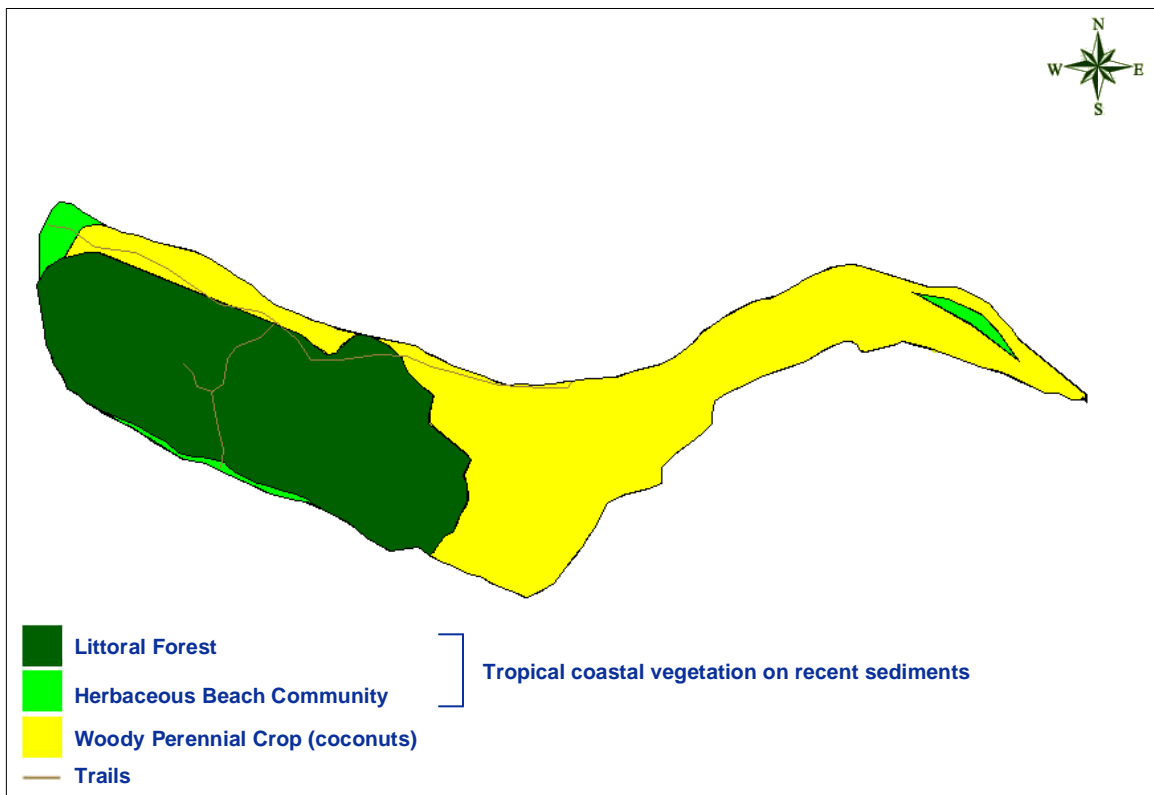 N
W E
S
Littoral Forest
Tropical coastal vegetation on recent sediments
Herbaceous Beach Community
Woody Perennial Crop (coconuts)
Trails